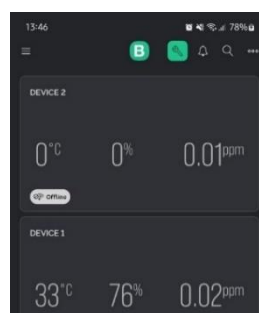 13:46
78%
B
DEVICE 2
0°C
0%
0.01ppm
Offline
DEVICE 1
33°C
76%
0.02ppm